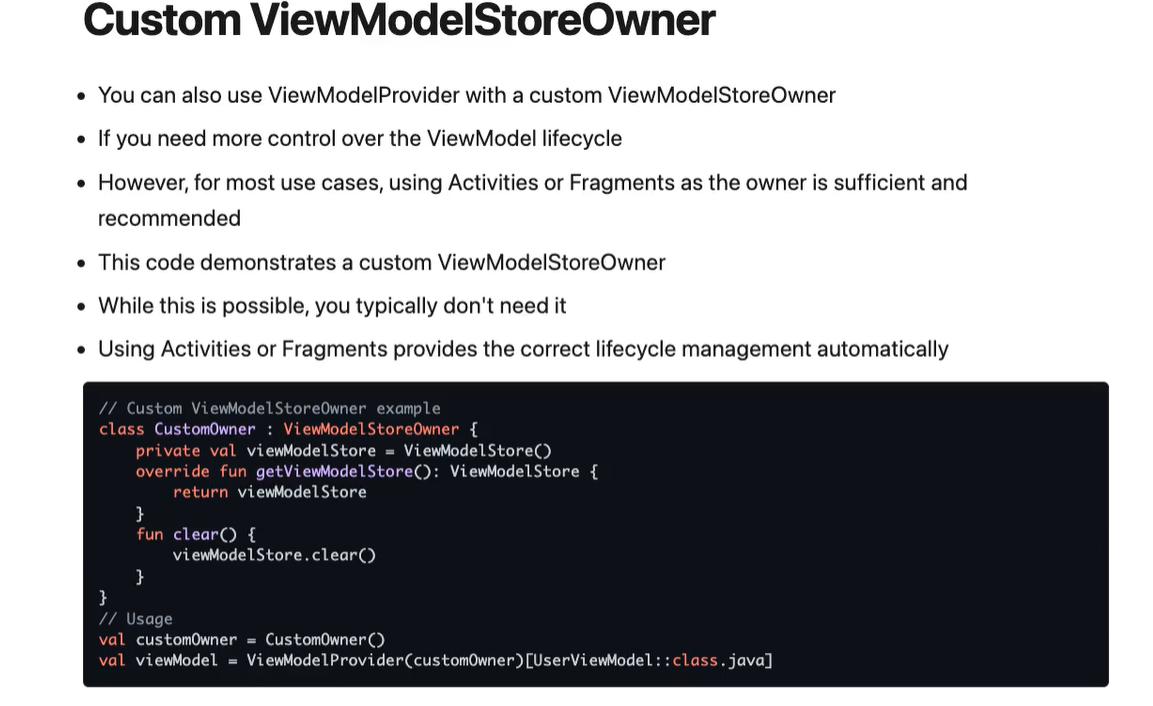 Custom ViewModelStoreOwner
• You can also use ViewModelProvider with a custom ViewModelStoreOwner
• If you need more control over the ViewModel lifecycle
• However, for most use cases, using Activities or Fragments as the owner is sufficient and
recommended
• This code demonstrates a custom ViewModelStoreOwner
• While this is possible, you typically don't need it
• Using Activities or Fragments provides the correct lifecycle management automatically
// Custom ViewModelStoreOwner example
class CustomOwner : ViewModelStoreOwner {
    private val viewModelStore = ViewModelStore()
    override fun getViewModelStore(): ViewModelStore {
        return viewModelStore
    }
    fun clear() {
        viewModelStore.clear()
    }
}
// Usage
val customOwner = CustomOwner()
val viewModel = ViewModelProvider(customOwner)[UserViewModel::class.java]